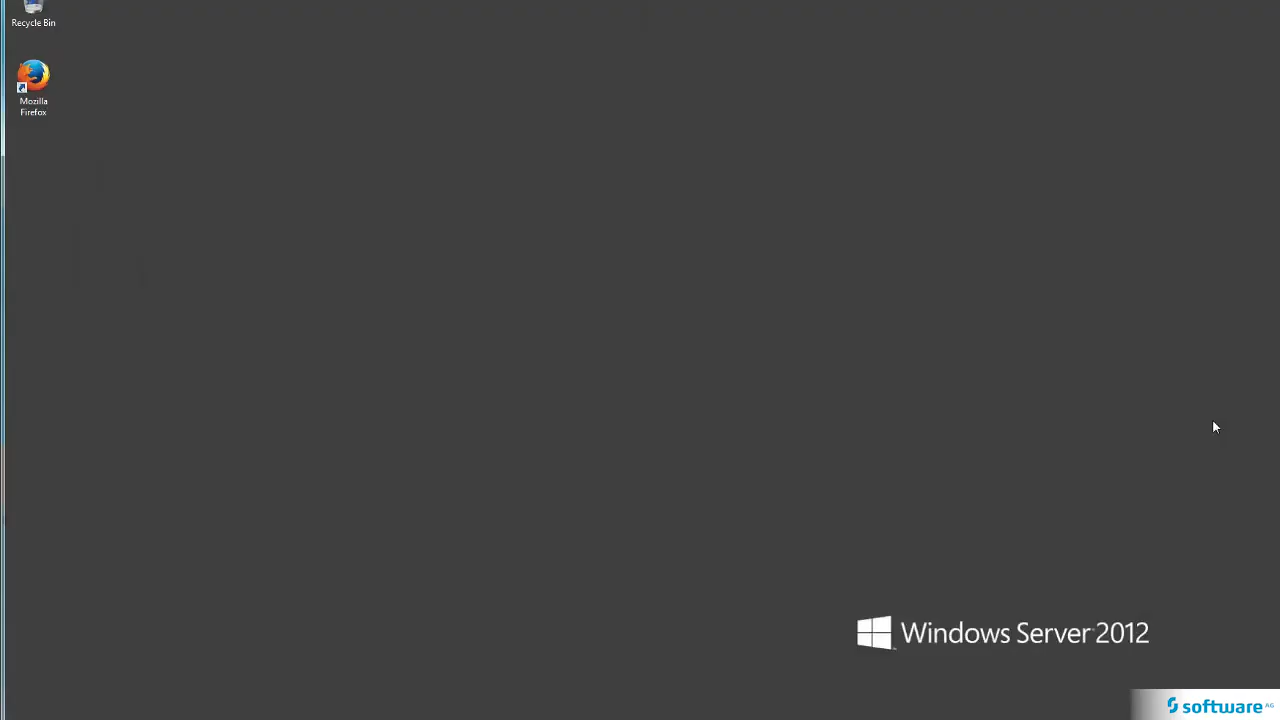 Recycle Bin
Mozilla
Firefox
Windows Server 2012
software AG